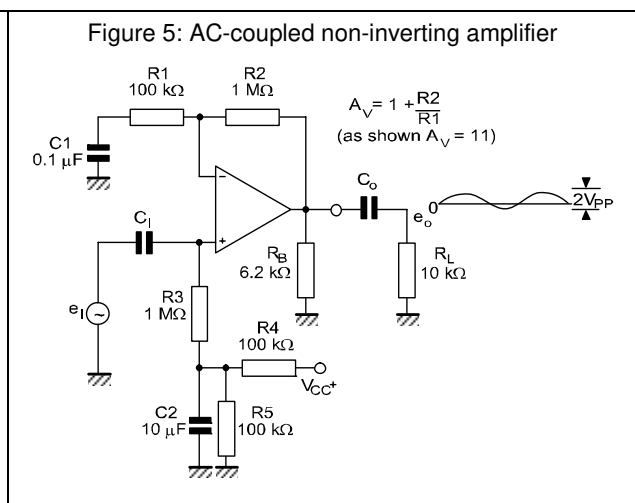 Figure 5: AC-coupled non-inverting amplifier
R1
100 kΩ
R2
1 MΩ
A_V = 1 + R2/R1
(as shown A_V = 11)
C1
0.1 µF
C_I
e_I
~
−
+
C_o
e_o
0
2V_PP
R_B
6.2 kΩ
R_L
10 kΩ
R3
1 MΩ
R4
100 kΩ
V_CC+
C2
10 µF
R5
100 kΩ